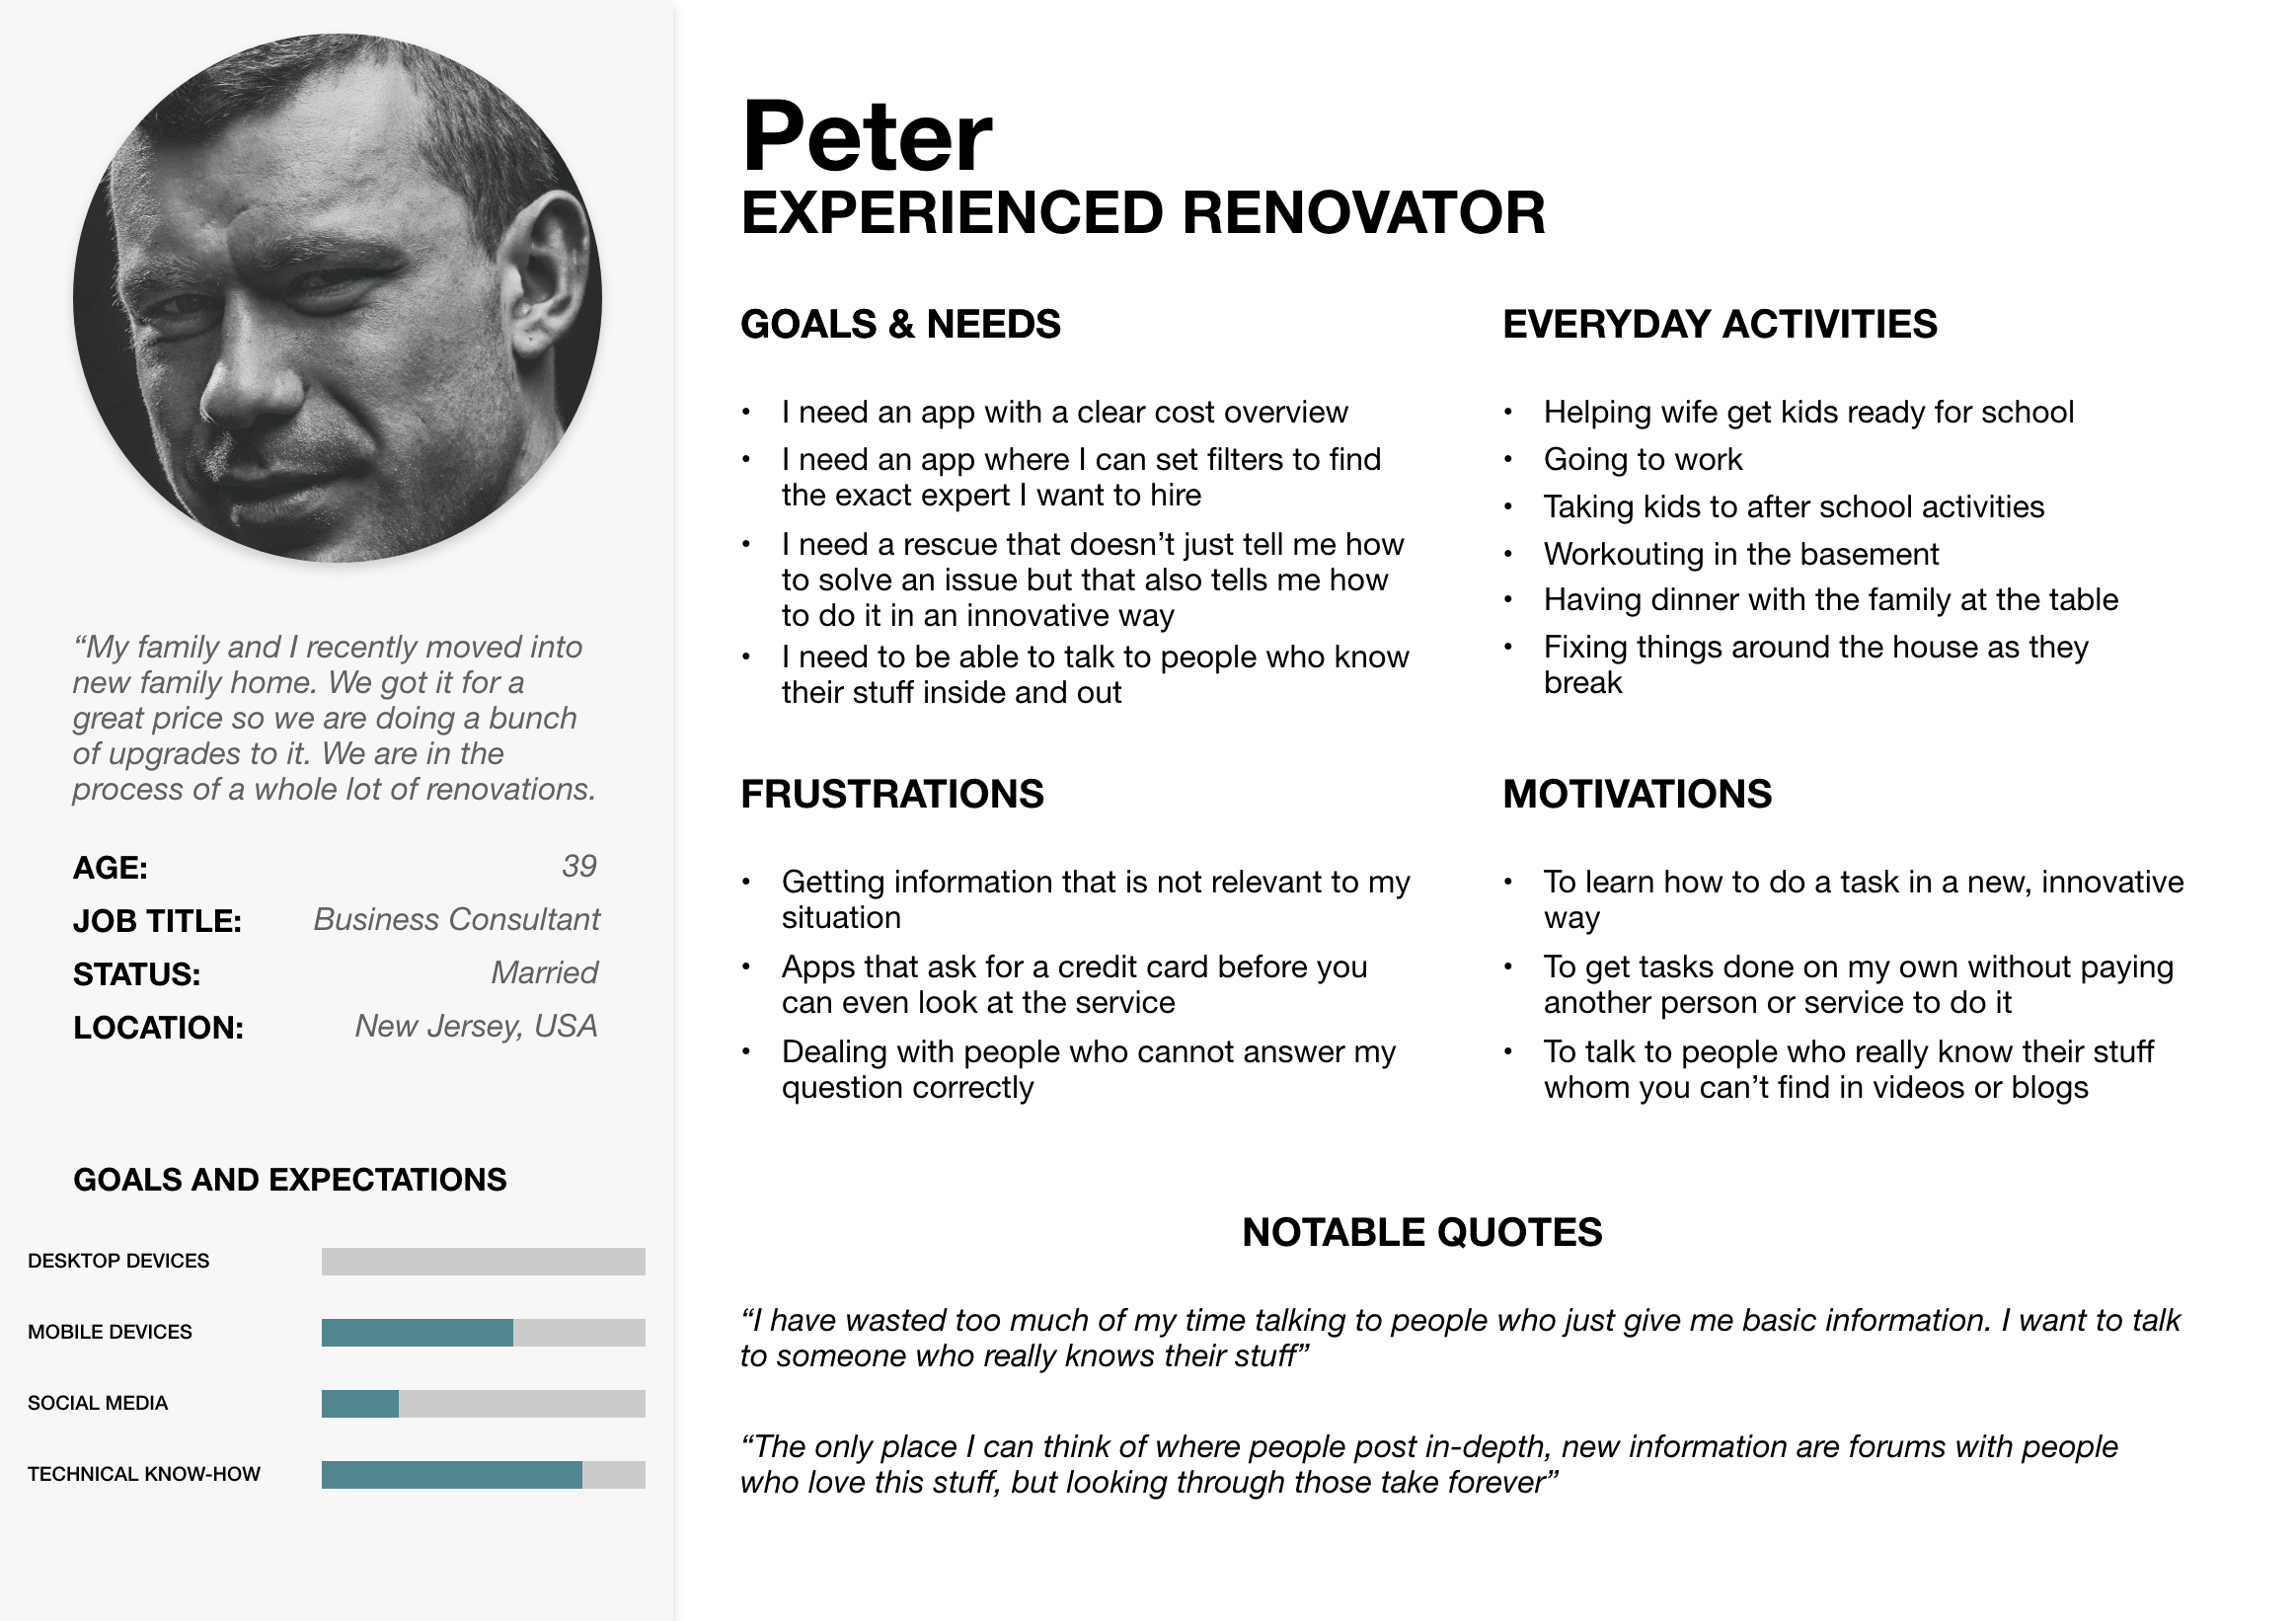 Peter
EXPERIENCED RENOVATOR
“My family and I recently moved into
new family home. We got it for a
great price so we are doing a bunch
of upgrades to it. We are in the
process of a whole lot of renovations.
AGE: 39
JOB TITLE: Business Consultant
STATUS: Married
LOCATION: New Jersey, USA
GOALS AND EXPECTATIONS
DESKTOP DEVICES
MOBILE DEVICES
SOCIAL MEDIA
TECHNICAL KNOW-HOW
GOALS & NEEDS
• I need an app with a clear cost overview
• I need an app where I can set filters to find
the exact expert I want to hire
• I need a rescue that doesn’t just tell me how
to solve an issue but that also tells me how
to do it in an innovative way
• I need to be able to talk to people who know
their stuff inside and out
EVERYDAY ACTIVITIES
• Helping wife get kids ready for school
• Going to work
• Taking kids to after school activities
• Workouting in the basement
• Having dinner with the family at the table
• Fixing things around the house as they
break
FRUSTRATIONS
• Getting information that is not relevant to my
situation
• Apps that ask for a credit card before you
can even look at the service
• Dealing with people who cannot answer my
question correctly
MOTIVATIONS
• To learn how to do a task in a new, innovative
way
• To get tasks done on my own without paying
another person or service to do it
• To talk to people who really know their stuff
whom you can’t find in videos or blogs
NOTABLE QUOTES
“I have wasted too much of my time talking to people who just give me basic information. I want to talk
to someone who really knows their stuff”
“The only place I can think of where people post in-depth, new information are forums with people
who love this stuff, but looking through those take forever”